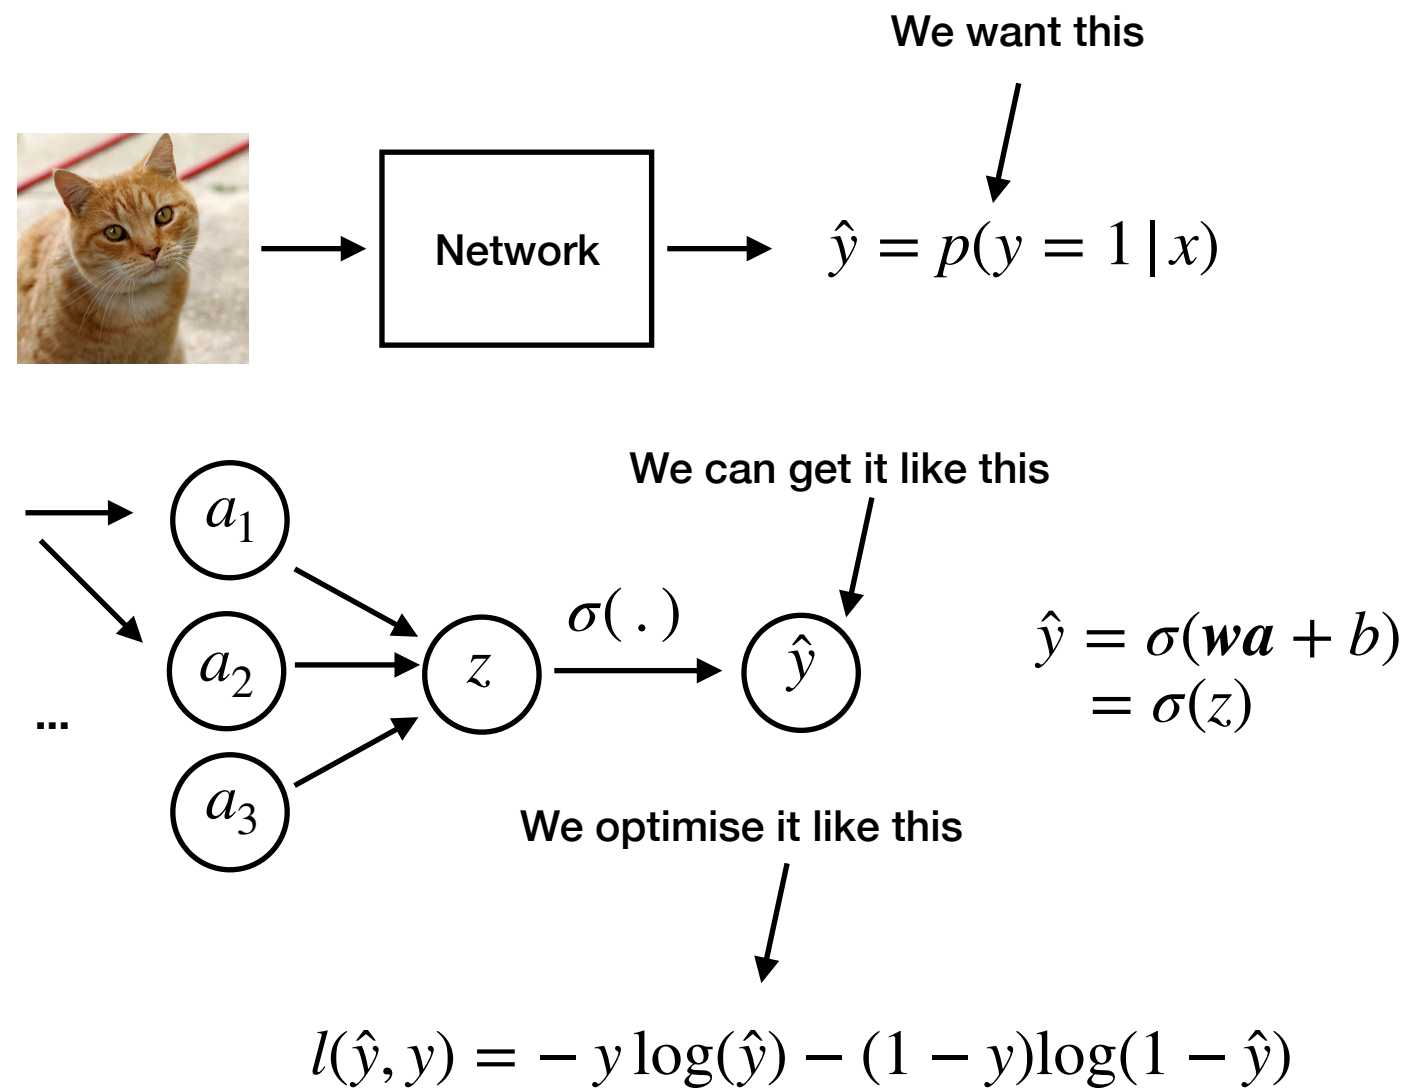 We want this
Network
ŷ = p(y = 1 | x)
We can get it like this
a₁
σ( . )
a₂
z
ŷ
ŷ = σ(wa + b)
= σ(z)
...
a₃
We optimise it like this
l(ŷ, y) = − y log(ŷ) − (1 − y)log(1 − ŷ)